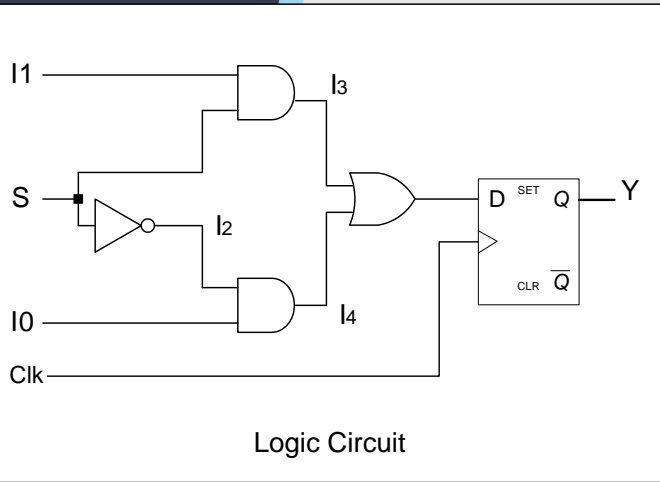 I1
I3
S
I2
D SET Q
Y
CLR Q
I0
I4
Clk
Logic Circuit